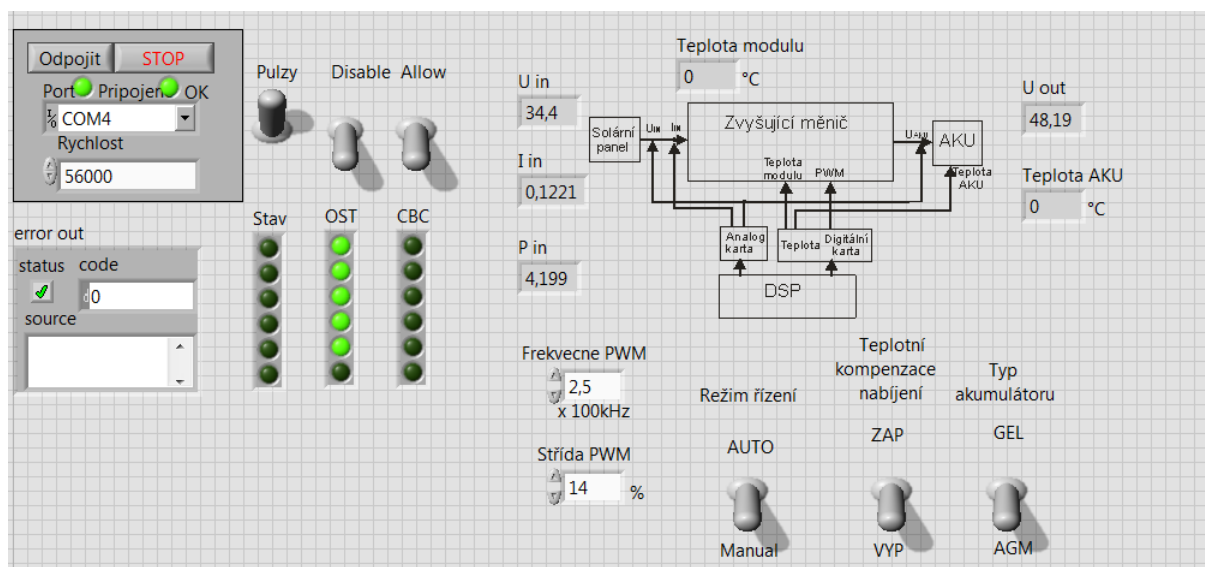 Odpojit STOP
Port Pripojen OK
COM4
Rychlost
56000
error out
status code
d 0
source
Pulzy Disable Allow
Stav OST CBC
U in
34,4
I in
0,1221
P in
4,199
Frekvecne PWM
2,5
x 100kHz
Střída PWM
14 %
Teplota modulu
0 °C
Solární
panel
UIN IIN
Zvyšující měnič
Teplota
modulu PWM
AKU
Teplota
AKU
Analog
karta
Teplota
Digitální
karta
DSP
U out
48,19
Teplota AKU
0 °C
Režim řízení
AUTO
Manual
Teplotní
kompenzace
nabíjení
ZAP
VYP
Typ
akumulátoru
GEL
AGM